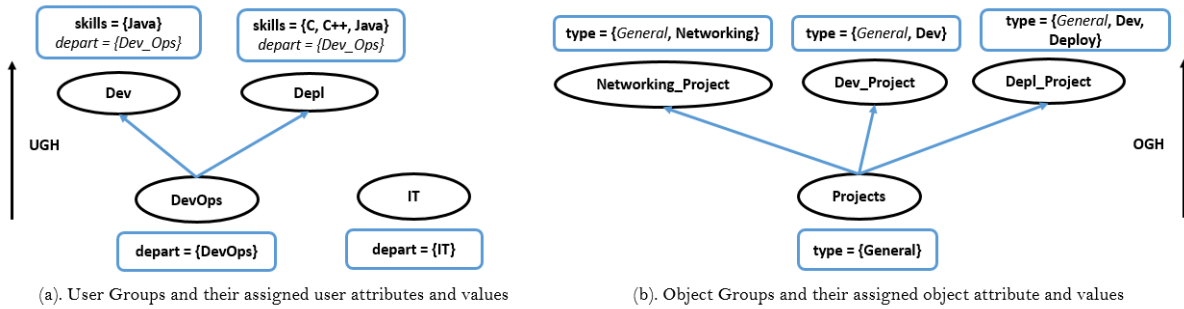 skills = {Java}
depart = {Dev_Ops}
skills = {C, C++, Java}
depart = {Dev_Ops}
Dev
Depl
UGH
DevOps
IT
depart = {DevOps}
depart = {IT}
(a). User Groups and their assigned user attributes and values
type = {General, Networking}
type = {General, Dev}
type = {General, Dev,
Deploy}
Networking_Project
Dev_Project
Depl_Project
OGH
Projects
type = {General}
(b). Object Groups and their assigned object attribute and values